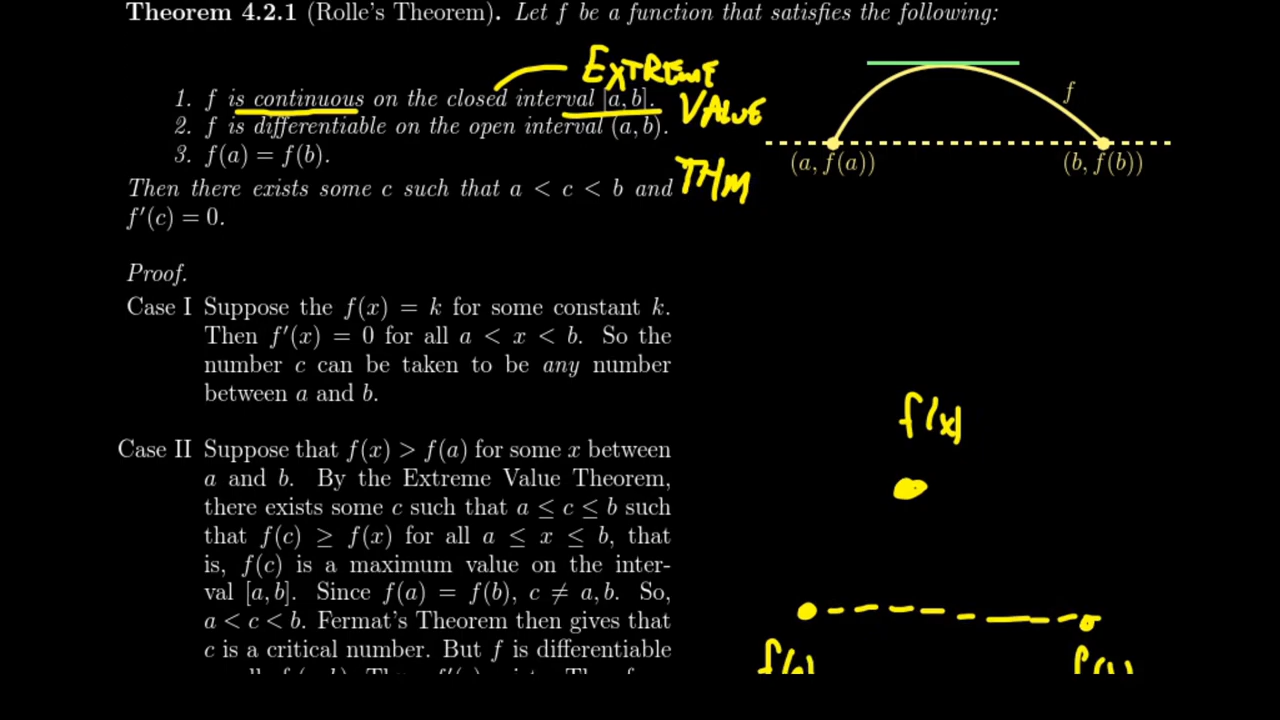 Theorem 4.2.1 (Rolle's Theorem). Let f be a function that satisfies the following:
EXTREME
VALUE
THM
1. f is continuous on the closed interval [a, b].
2. f is differentiable on the open interval (a, b).
3. f(a) = f(b).
Then there exists some c such that a < c < b and
f′(c) = 0.
f
(a, f(a))
(b, f(b))
Proof.
Case I Suppose the f(x) = k for some constant k.
Then f′(x) = 0 for all a < x < b. So the
number c can be taken to be any number
between a and b.
Case II Suppose that f(x) > f(a) for some x between
a and b. By the Extreme Value Theorem,
there exists some c such that a ≤ c ≤ b such
that f(c) ≥ f(x) for all a ≤ x ≤ b, that
is, f(c) is a maximum value on the inter-
val [a, b]. Since f(a) = f(b), c ≠ a, b. So,
a < c < b. Fermat's Theorem then gives that
c is a critical number. But f is differentiable
f(x)